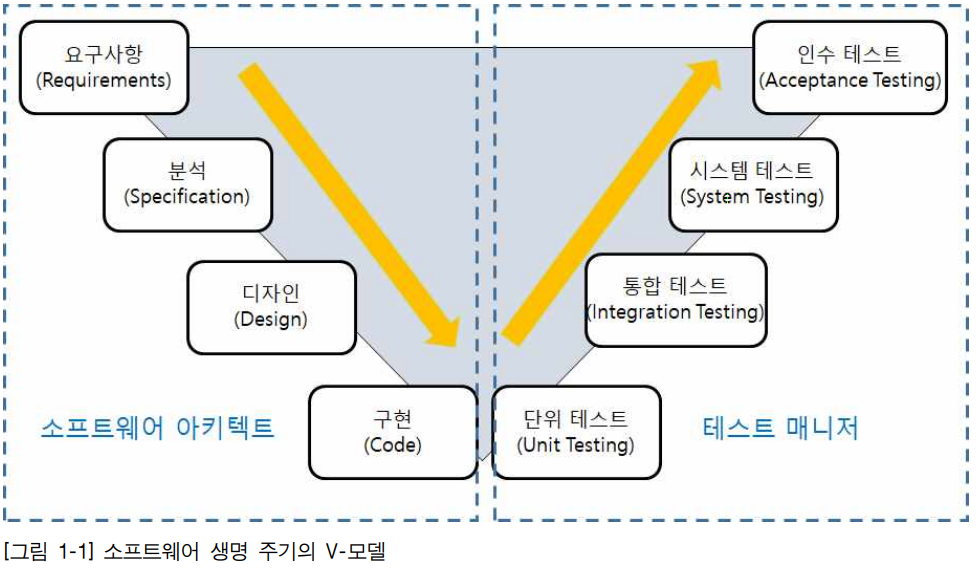 요구사항
(Requirements)
인수 테스트
(Acceptance Testing)
분석
(Specification)
시스템 테스트
(System Testing)
디자인
(Design)
통합 테스트
(Integration Testing)
소프트웨어 아키텍트
구현
(Code)
단위 테스트
(Unit Testing)
테스트 매니저
[그림 1-1] 소프트웨어 생명 주기의 V-모델